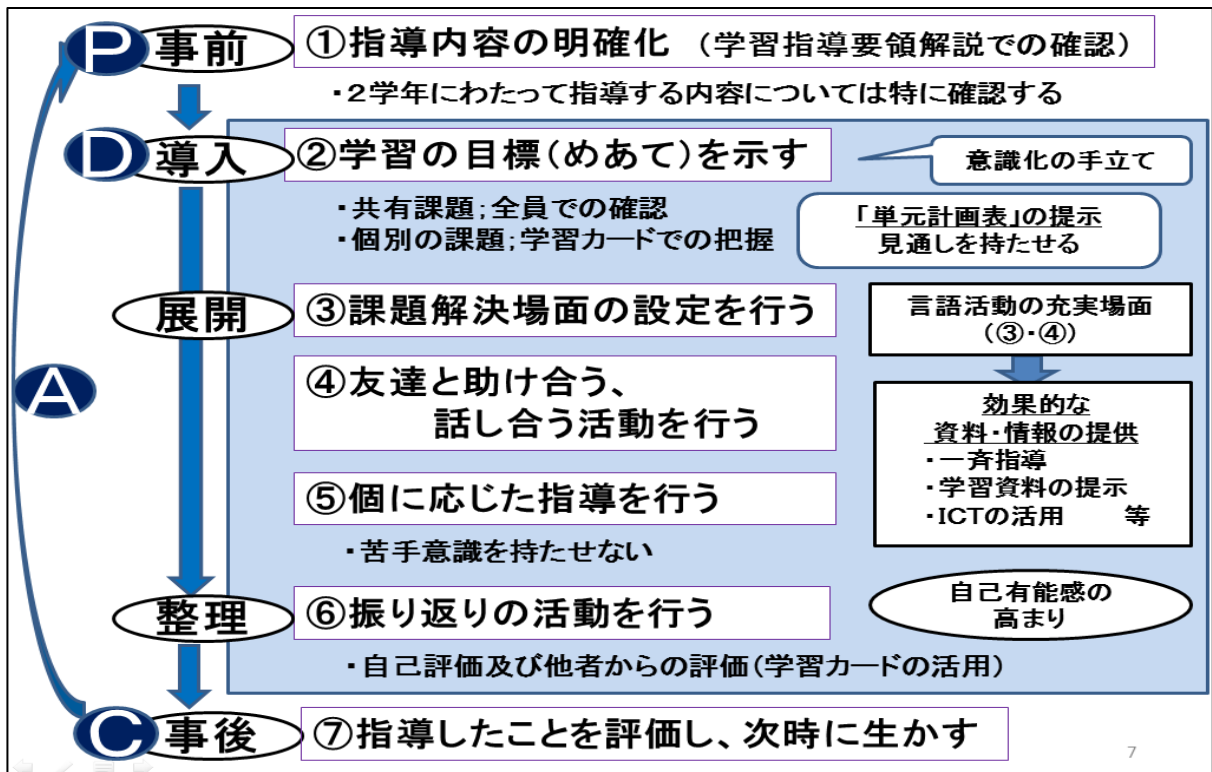 P 事前 ①指導内容の明確化 (学習指導要領解説での確認)
・2学年にわたって指導する内容については特に確認する
D 導入 ②学習の目標(めあて)を示す
意識化の手立て
・共有課題;全員での確認
・個別の課題;学習カードでの把握
「単元計画表」の提示
見通しを持たせる
展開 ③課題解決場面の設定を行う
言語活動の充実場面
(③・④)
A
④友達と助け合う、
話し合う活動を行う
効果的な
資料・情報の提供
・一斉指導
・学習資料の提示
・ICTの活用 等
⑤個に応じた指導を行う
・苦手意識を持たせない
整理 ⑥振り返りの活動を行う
自己有能感の
高まり
・自己評価及び他者からの評価(学習カードの活用)
C 事後 ⑦指導したことを評価し、次時に生かす
7